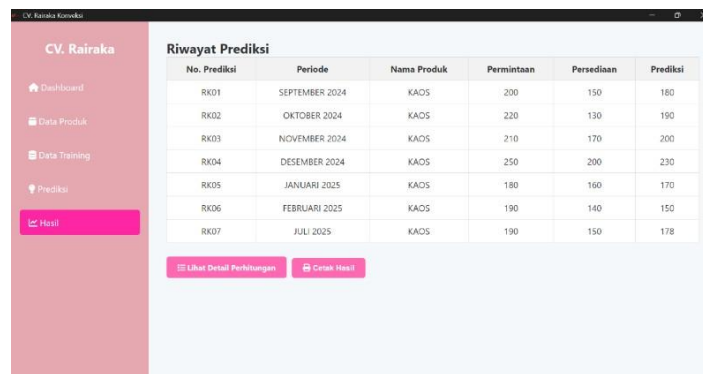 CV. Rairaka Konveksi
CV. Rairaka
Dashboard
Data Produk
Data Training
Prediksi
Hasil
Riwayat Prediksi
No. Prediksi Periode Nama Produk Permintaan Persediaan Prediksi
RK01 SEPTEMBER 2024 KAOS 200 150 180
RK02 OKTOBER 2024 KAOS 220 130 190
RK03 NOVEMBER 2024 KAOS 210 170 200
RK04 DESEMBER 2024 KAOS 250 200 230
RK05 JANUARI 2025 KAOS 180 160 170
RK06 FEBRUARI 2025 KAOS 190 140 150
RK07 JULI 2025 KAOS 190 150 178
Lihat Detail Perhitungan Cetak Hasil